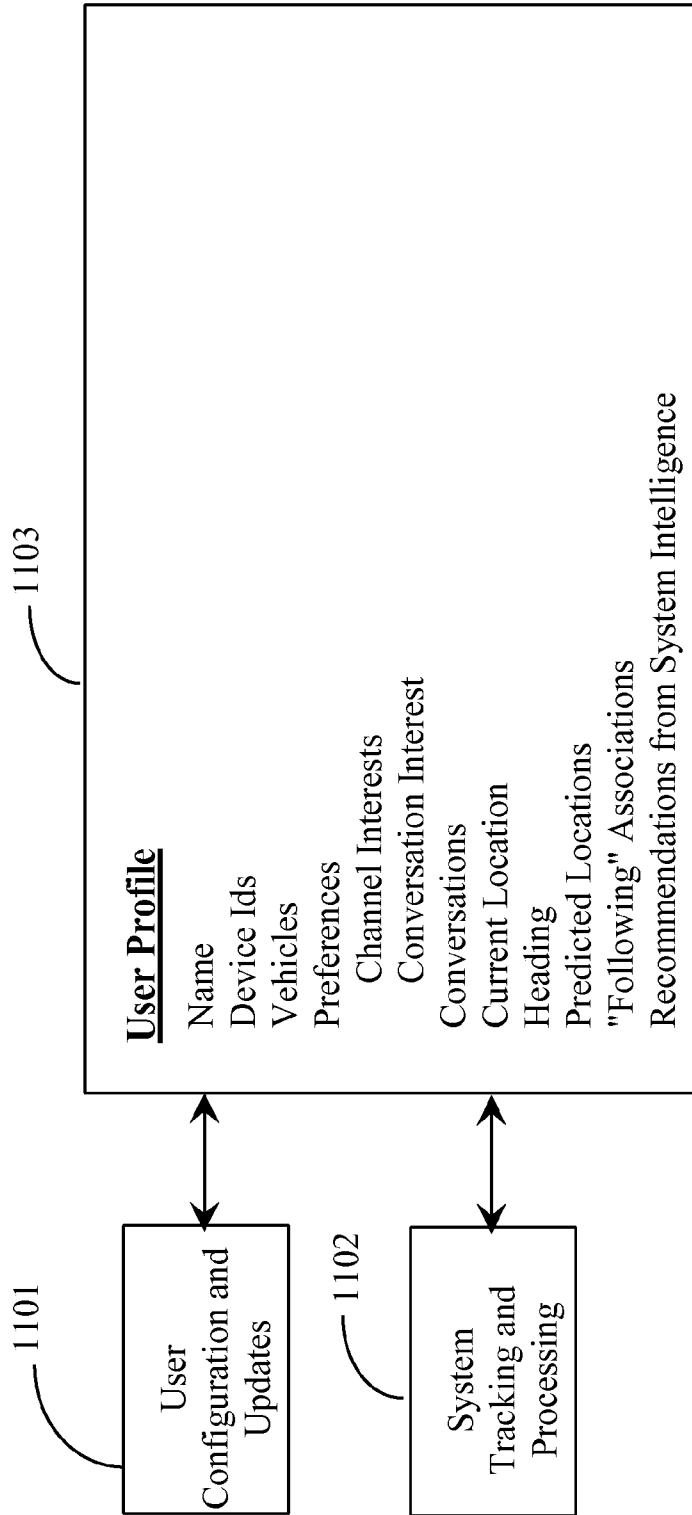 1101
User
Configuration and
Updates
1102
System
Tracking and
Processing
1103
User Profile
Name
Device Ids
Vehicles
Preferences
Channel Interests
Conversation Interest
Conversations
Current Location
Heading
Predicted Locations
"Following" Associations
Recommendations from System Intelligence